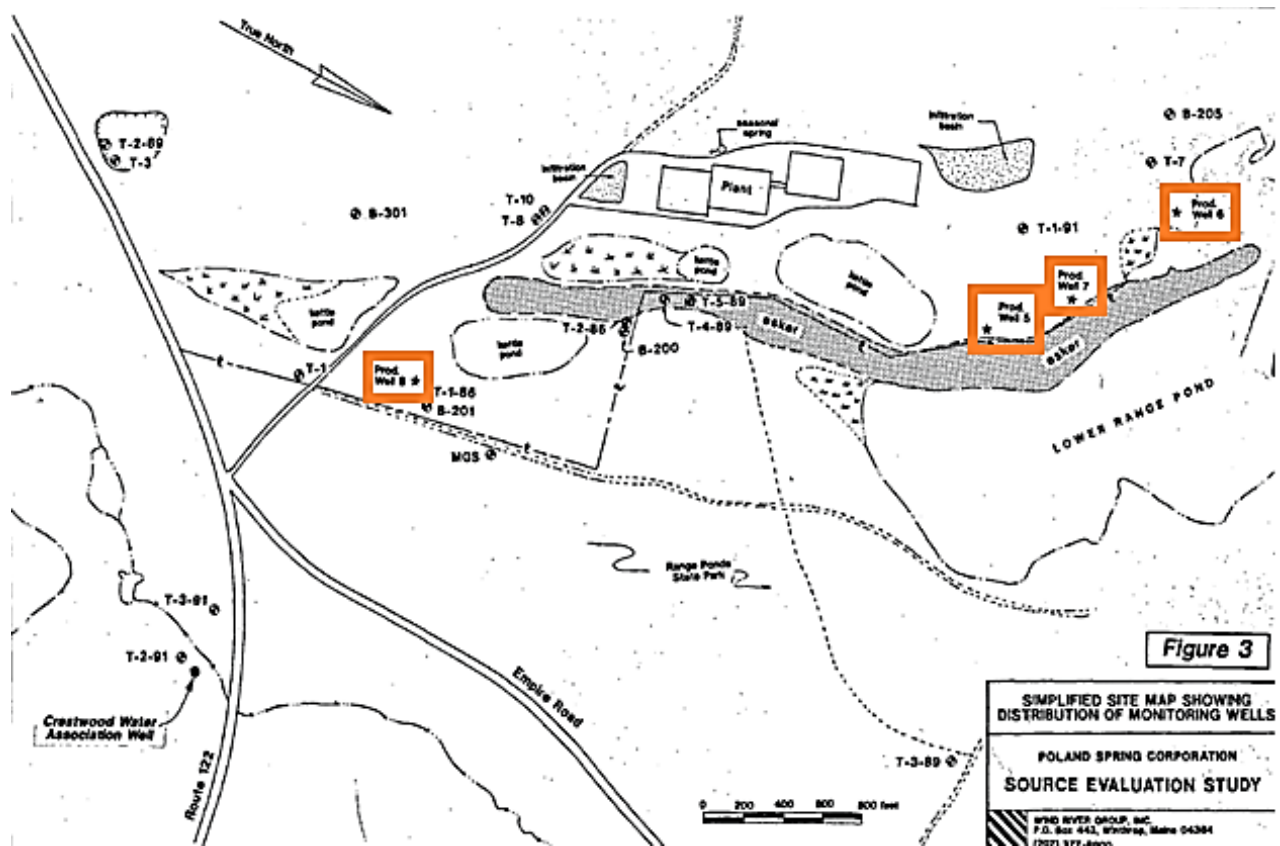 True North
T-2-89
T-3
B-301
T-10
T-8
infiltration
basin
seasonal
spring
Plant
infiltration
basin
B-205
T-7
Prod.
Well 6
T-1-91
Prod.
Well 7
Prod.
Well 5
kettle
pond
kettle
pond
kettle
pond
kettle
pond
T-5-89
T-2-86
T-4-89
B-200
esker
esker
T-1
Prod.
Well 8
T-1-86
B-201
MGS
LOWER RANGE POND
Range Ponds
State Park
T-3-91
T-2-91
Crestwood Water
Association Well
Route 122
Empire Road
T-3-89
0 200 400 600 800 feet
Figure 3
SIMPLIFIED SITE MAP SHOWING
DISTRIBUTION OF MONITORING WELLS
POLAND SPRING CORPORATION
SOURCE EVALUATION STUDY
WIND RIVER GROUP, INC.
P.O. Box 443, Winthrop, Maine 04364